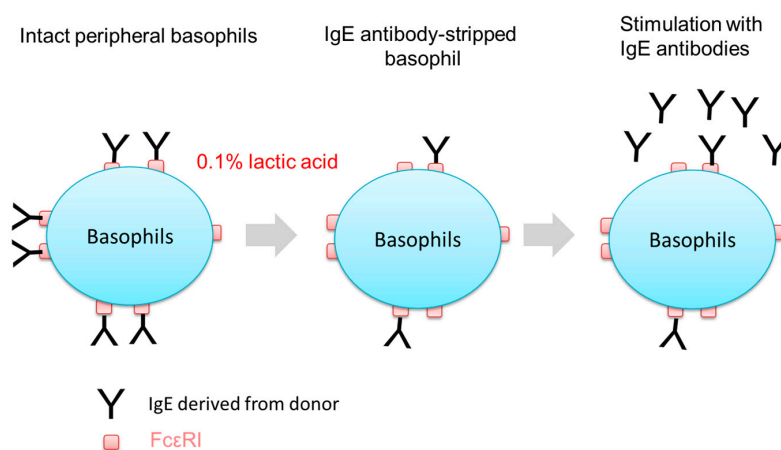 Intact peripheral basophils
IgE antibody-stripped
basophil
Stimulation with
IgE antibodies
0.1% lactic acid
Basophils
Basophils
Basophils
IgE derived from donor
FcεRI